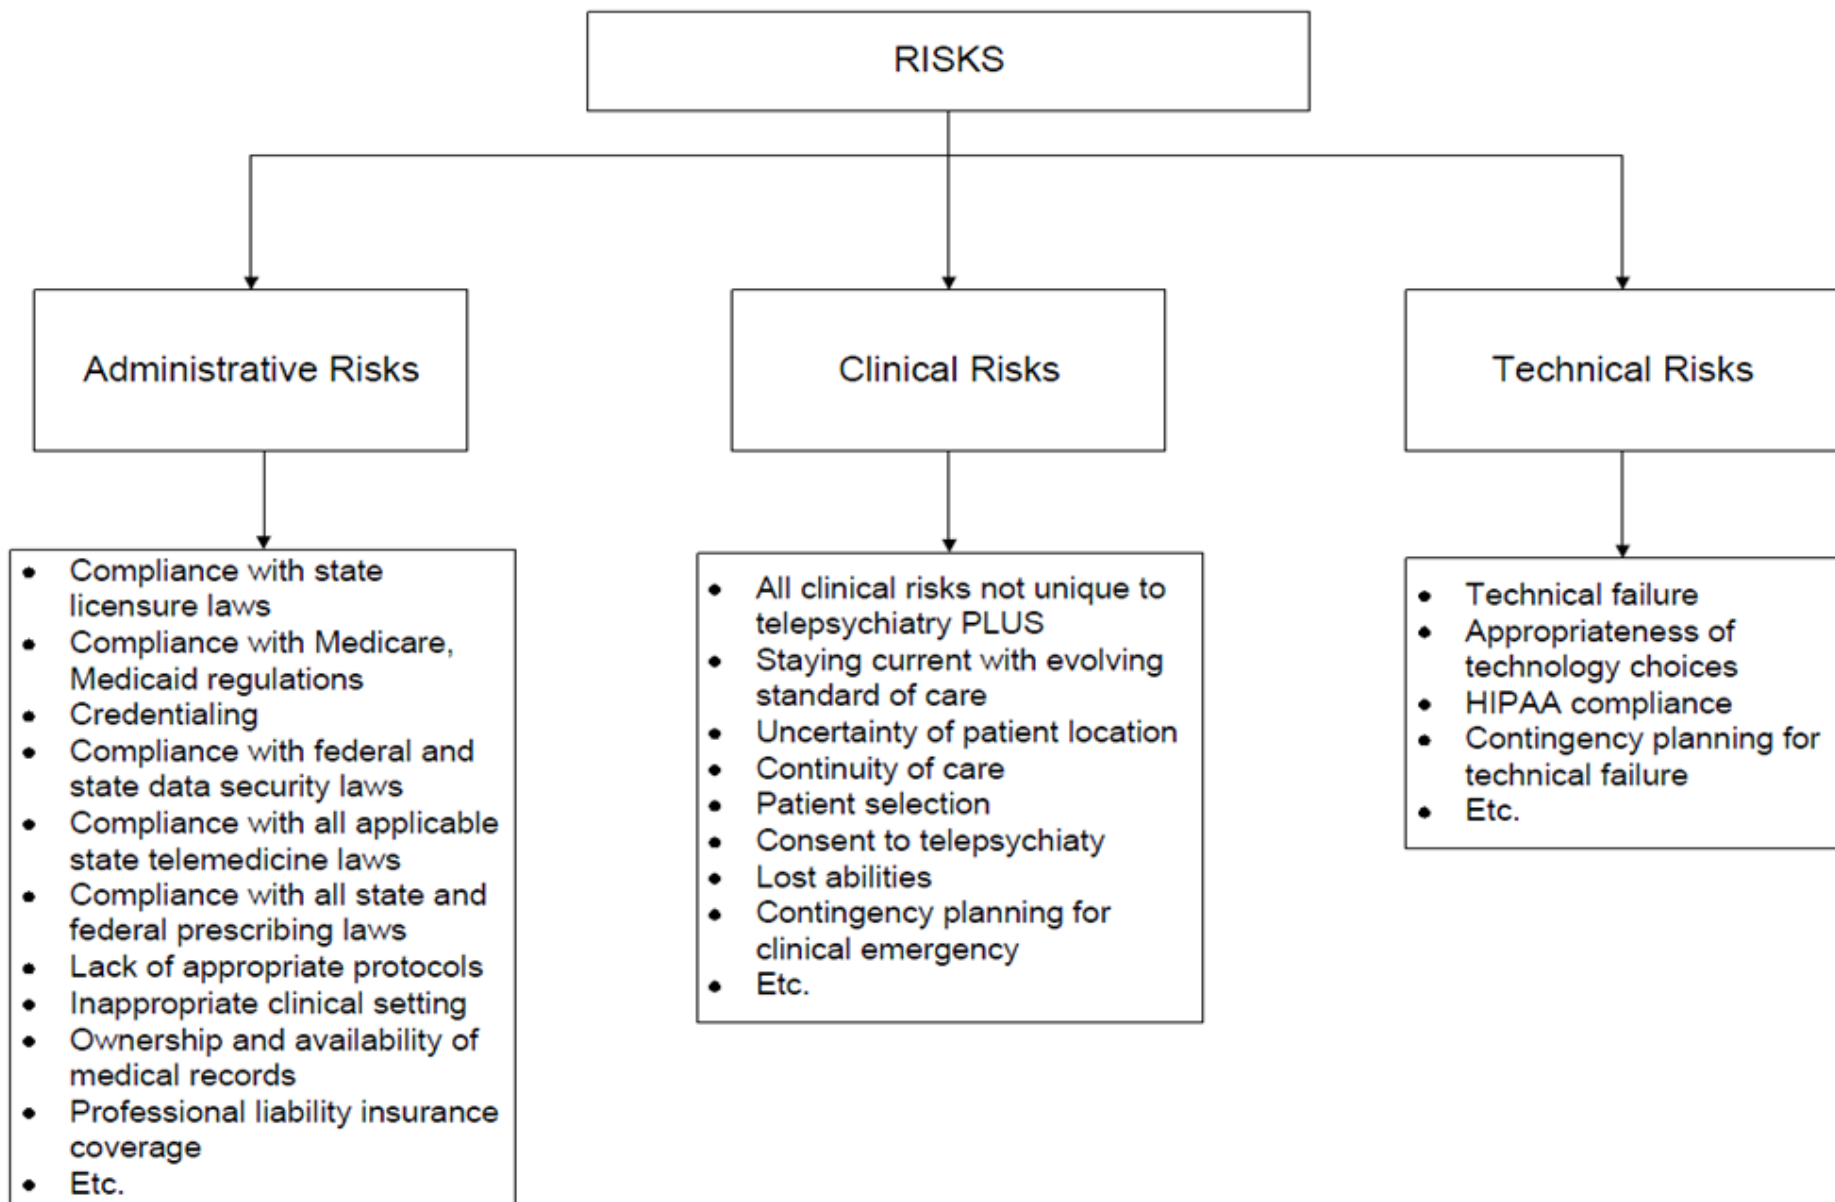 RISKS
Administrative Risks
Clinical Risks
Technical Risks
• Compliance with state
licensure laws
• Compliance with Medicare,
Medicaid regulations
• Credentialing
• Compliance with federal and
state data security laws
• Compliance with all applicable
state telemedicine laws
• Compliance with all state and
federal prescribing laws
• Lack of appropriate protocols
• Inappropriate clinical setting
• Ownership and availability of
medical records
• Professional liability insurance
coverage
• Etc.
• All clinical risks not unique to
telepsychiatry PLUS
• Staying current with evolving
standard of care
• Uncertainty of patient location
• Continuity of care
• Patient selection
• Consent to telepsychiaty
• Lost abilities
• Contingency planning for
clinical emergency
• Etc.
• Technical failure
• Appropriateness of
technology choices
• HIPAA compliance
• Contingency planning for
technical failure
• Etc.